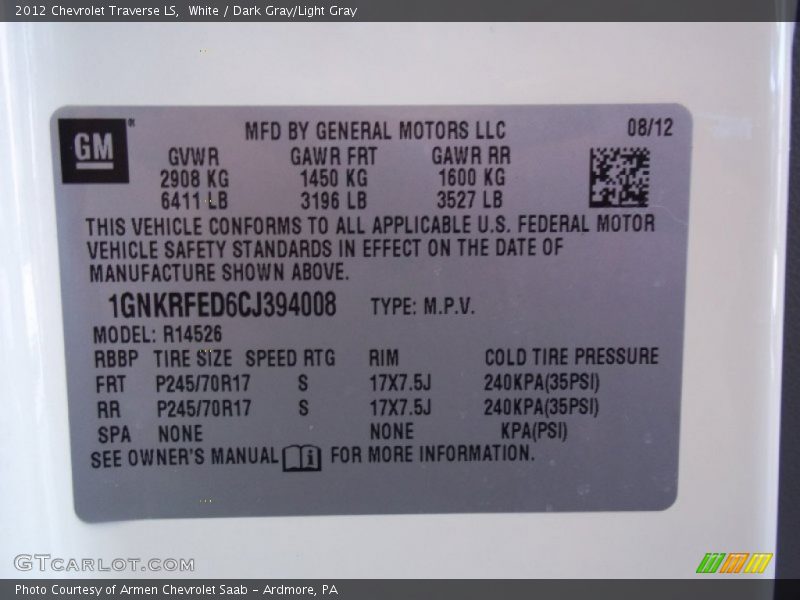 2012 Chevrolet Traverse LS, White / Dark Gray/Light Gray
GM
MFD BY GENERAL MOTORS LLC 08/12
GVWR GAWR FRT GAWR RR
2908 KG 1450 KG 1600 KG
6411 LB 3196 LB 3527 LB
THIS VEHICLE CONFORMS TO ALL APPLICABLE U.S. FEDERAL MOTOR
VEHICLE SAFETY STANDARDS IN EFFECT ON THE DATE OF
MANUFACTURE SHOWN ABOVE.
1GNKRFED6CJ394008 TYPE: M.P.V.
MODEL: R14526
RBBP TIRE SIZE SPEED RTG RIM COLD TIRE PRESSURE
FRT P245/70R17 S 17X7.5J 240KPA(35PSI)
RR P245/70R17 S 17X7.5J 240KPA(35PSI)
SPA NONE NONE KPA(PSI)
SEE OWNER'S MANUAL FOR MORE INFORMATION.
GTCARLOT.COM
Photo Courtesy of Armen Chevrolet Saab - Ardmore, PA